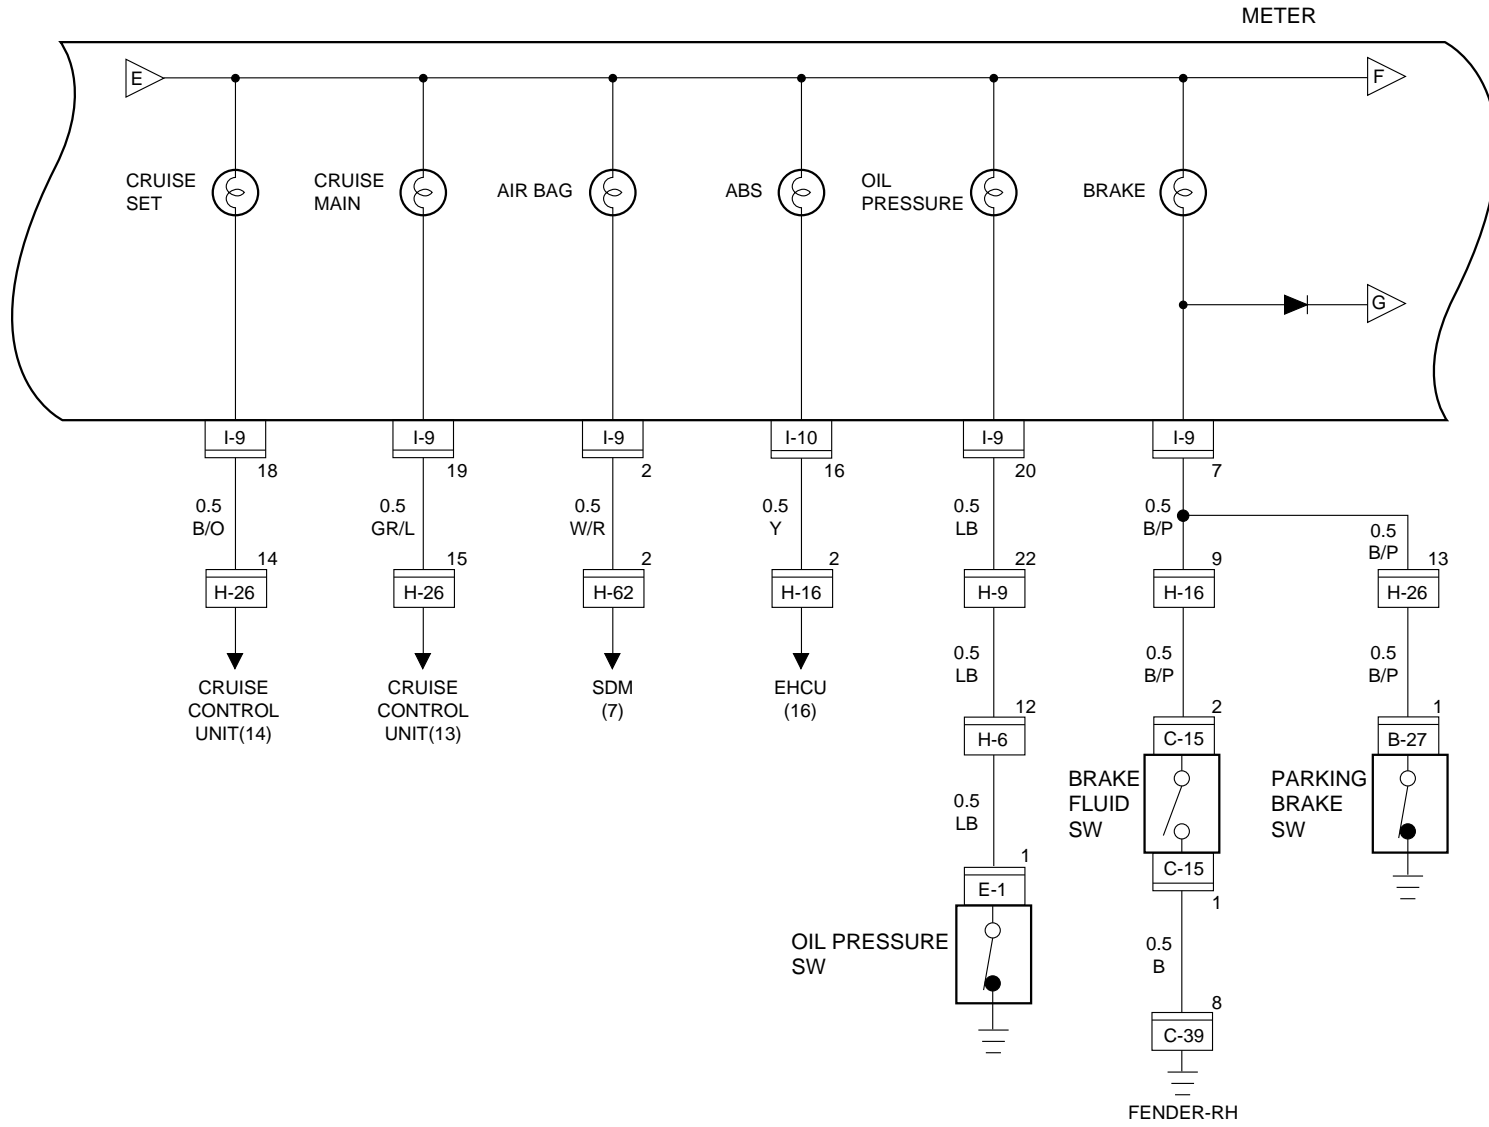 METER
E
F
CRUISE
SET
CRUISE
MAIN
AIR BAG
ABS
OIL
PRESSURE
BRAKE
G
I-9
I-9
I-9
I-10
I-9
I-9
18
19
2
16
20
7
0.5
B/O
0.5
GR/L
0.5
W/R
0.5
Y
0.5
LB
0.5
B/P
0.5
B/P
14
15
2
2
22
9
13
H-26
H-26
H-62
H-16
H-9
H-16
H-26
CRUISE
CONTROL
UNIT(14)
CRUISE
CONTROL
UNIT(13)
SDM
(7)
EHCU
(16)
0.5
LB
0.5
B/P
0.5
B/P
12
2
1
H-6
C-15
B-27
0.5
LB
BRAKE
FLUID
SW
PARKING
BRAKE
SW
1
E-1
C-15
1
OIL PRESSURE
SW
0.5
B
8
C-39
FENDER-RH